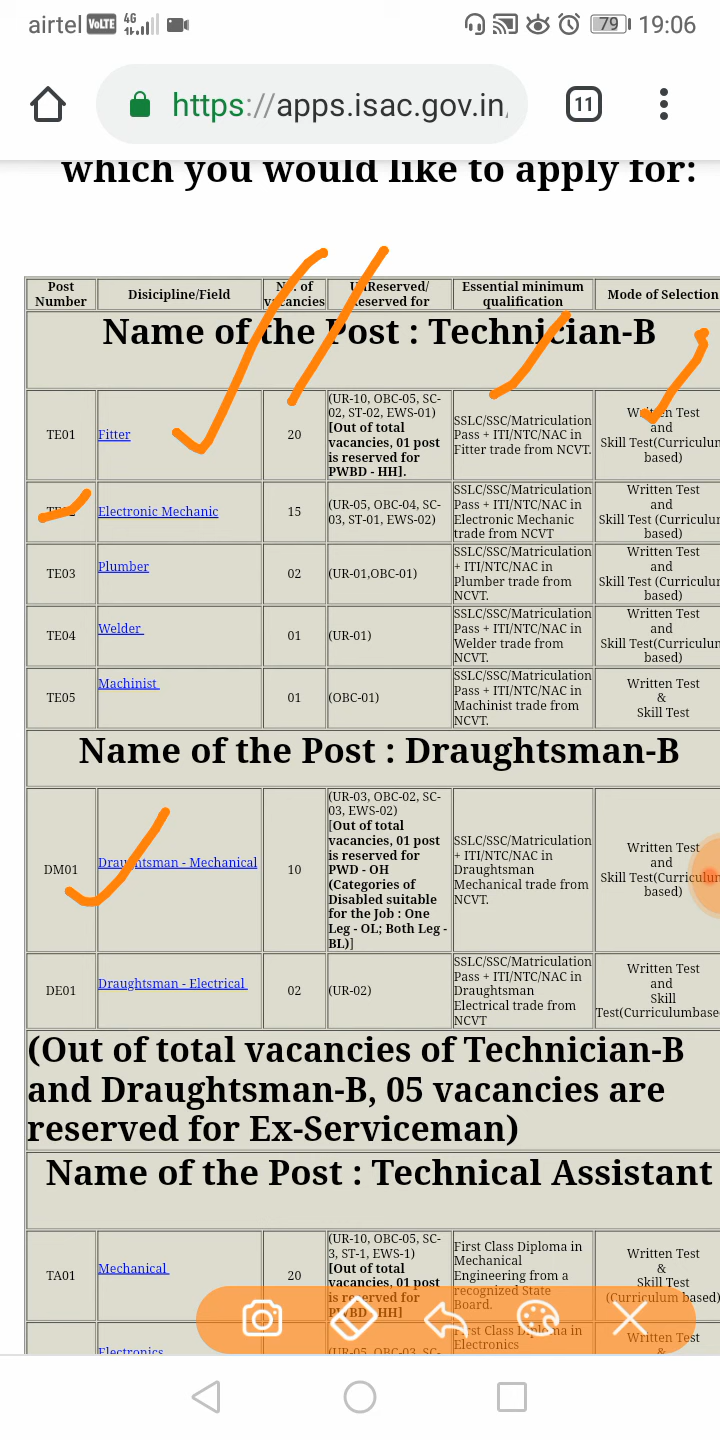 airtel VoLTE 4G 79 19:06
https://apps.isac.gov.in,
11
which you would like to apply for:
Post Number
Disicipline/Field
No. of vacancies
UnReserved/
Reserved for
Essential minimum
qualification
Mode of Selection
Name of the Post : Technician-B
TE01
Fitter
20
(UR-10, OBC-05, SC-
02, ST-02, EWS-01)
[Out of total
vacancies, 01 post
is reserved for
PWBD - HH].
SSLC/SSC/Matriculation
Pass + ITI/NTC/NAC in
Fitter trade from NCVT.
Written Test
and
Skill Test(Curriculum
based)
TE02
Electronic Mechanic
15
(UR-05, OBC-04, SC-
03, ST-01, EWS-02)
SSLC/SSC/Matriculation
Pass + ITI/NTC/NAC in
Electronic Mechanic
trade from NCVT
Written Test
and
Skill Test (Curriculum
based)
TE03
Plumber
02
(UR-01,OBC-01)
SSLC/SSC/Matriculation
+ ITI/NTC/NAC in
Plumber trade from
NCVT.
Written Test
and
Skill Test (Curriculum
based)
TE04
Welder
01
(UR-01)
SSLC/SSC/Matriculation
Pass + ITI/NTC/NAC in
Welder trade from
NCVT.
Written Test
and
Skill Test(Curriculum
based)
TE05
Machinist
01
(OBC-01)
SSLC/SSC/Matriculation
Pass + ITI/NTC/NAC in
Machinist trade from
NCVT.
Written Test
&
Skill Test
Name of the Post : Draughtsman-B
DM01
Draughtsman - Mechanical
10
(UR-03, OBC-02, SC-
03, EWS-02)
[Out of total
vacancies, 01 post
is reserved for
PWD - OH
(Categories of
Disabled suitable
for the Job : One
Leg - OL; Both Leg -
BL)]
SSLC/SSC/Matriculation
+ ITI/NTC/NAC in
Draughtsman
Mechanical trade from
NCVT.
Written Test
and
Skill Test(Curriculum
based)
DE01
Draughtsman - Electrical
02
(UR-02)
SSLC/SSC/Matriculation
Pass + ITI/NTC/NAC in
Draughtsman
Electrical trade from
NCVT
Written Test
and
Skill
Test(Curriculumbase
(Out of total vacancies of Technician-B
and Draughtsman-B, 05 vacancies are
reserved for Ex-Serviceman)
Name of the Post : Technical Assistant
TA01
Mechanical
20
(UR-10, OBC-05, SC-
3, ST-1, EWS-1)
[Out of total
vacancies, 01 post
is reserved for
PWBD - HH]
First Class Diploma in
Mechanical
Engineering from a
recognized State
Board.
Written Test
&
Skill Test
(Curriculum based)
Electronics
(UR-05, OBC-03, SC-
First Class Diploma in
Electronics
Written Test
&